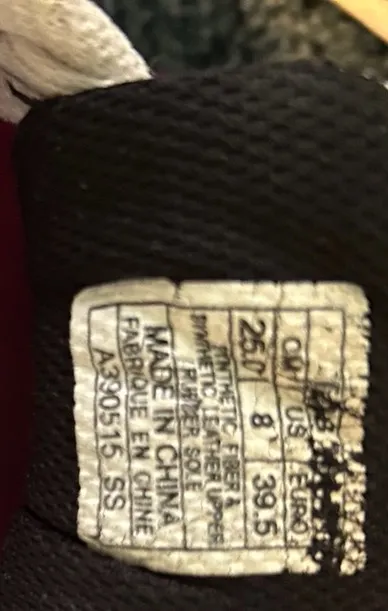 CM US EURO
25.0 8 39.5
SYNTHETIC FIBER &
SYNTHETIC LEATHER UPPER
/ RUBBER SOLE
MADE IN CHINA
FABRIQUE EN CHINE
A390515 SS